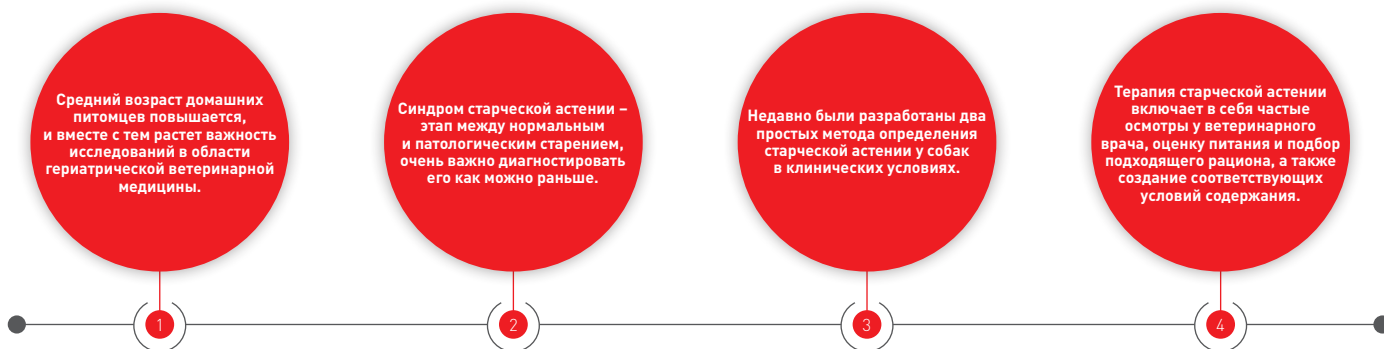 Средний возраст домашних
питомцев повышается,
и вместе с тем растет важность
исследований в области
гериатрической ветеринарной
медицины.
Синдром старческой астении –
этап между нормальным
и патологическим старением,
очень важно диагностировать
его как можно раньше.
Недавно были разработаны два
простых метода определения
старческой астении у собак
в клинических условиях.
Терапия старческой астении
включает в себя частые
осмотры у ветеринарного
врача, оценку питания и подбор
подходящего рациона, а также
создание соответствующих
условий содержания.
1
2
3
4